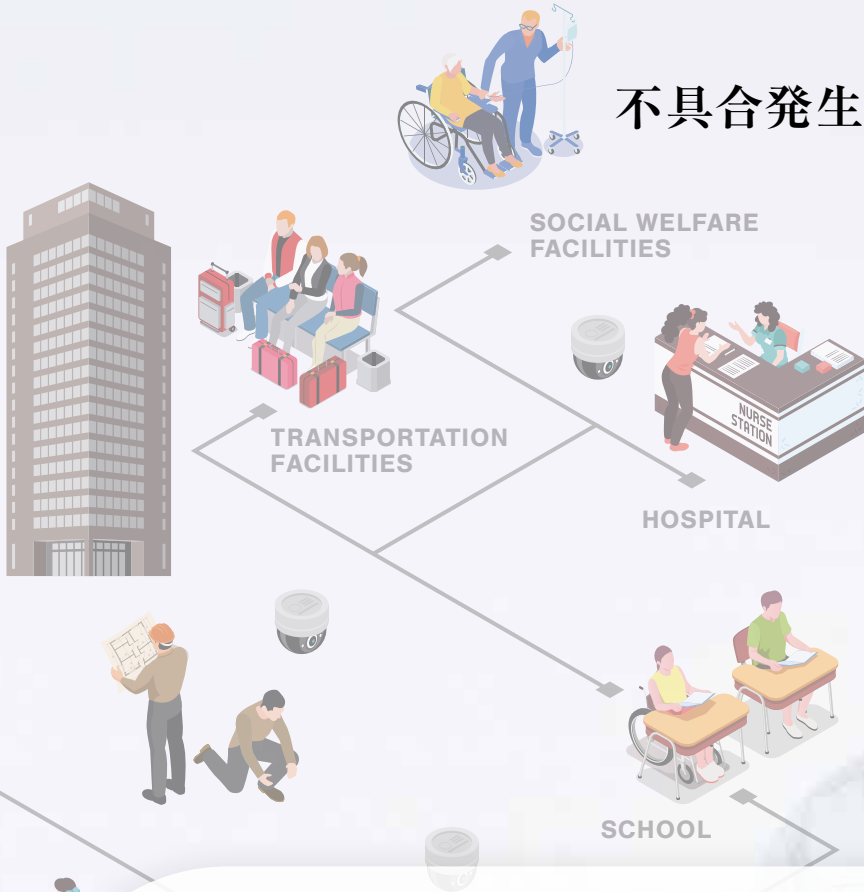 不具合発生
SOCIAL WELFARE
FACILITIES
NURSE
STATION
TRANSPORTATION
FACILITIES
HOSPITAL
SCHOOL